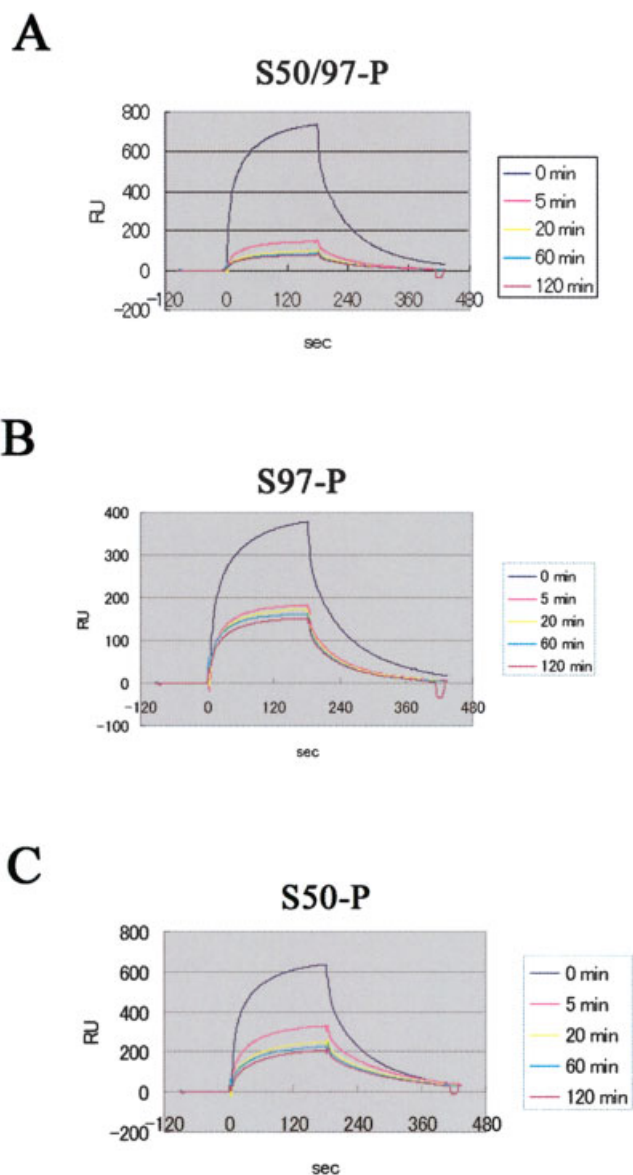 A
S50/97-P
800
600
400
200
0
-200
-120
0
120
240
360
480
RU
sec
0 min
5 min
20 min
60 min
120 min
B
S97-P
400
300
200
100
0
-100
-120
0
120
240
360
480
RU
sec
0 min
5 min
20 min
60 min
120 min
C
S50-P
800
600
400
200
0
-200
-120
0
120
240
360
480
RU
sec
0 min
5 min
20 min
60 min
120 min